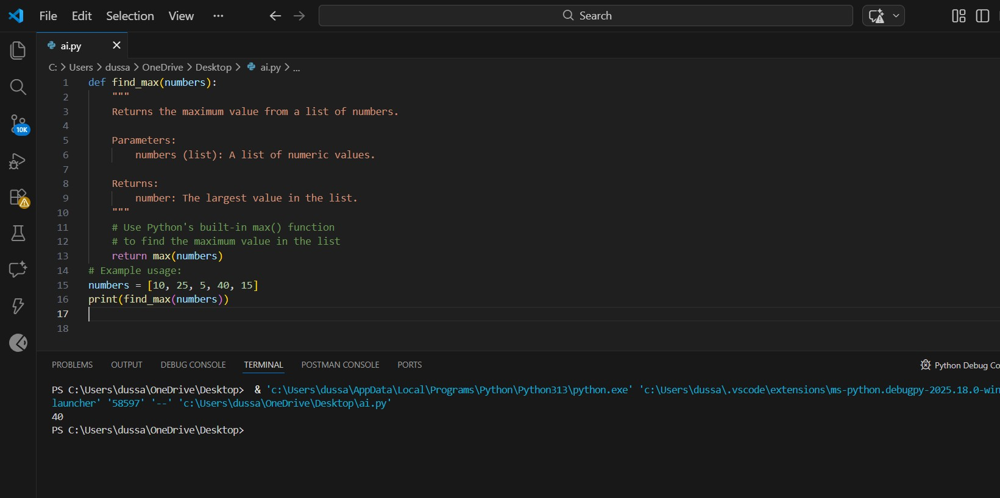 File Edit Selection View ··· Search
ai.py
C: > Users > dussa > OneDrive > Desktop > ai.py > ...
1 def find_max(numbers):
2     """
3     Returns the maximum value from a list of numbers.
4
5     Parameters:
6         numbers (list): A list of numeric values.
7
8     Returns:
9         number: The largest value in the list.
10     """
11     # Use Python's built-in max() function
12     # to find the maximum value in the list
13     return max(numbers)
14 # Example usage:
15 numbers = [10, 25, 5, 40, 15]
16 print(find_max(numbers))
17
18
10K
PROBLEMS OUTPUT DEBUG CONSOLE TERMINAL POSTMAN CONSOLE PORTS Python Debug Co
PS C:\Users\dussa\OneDrive\Desktop>  & 'c:\Users\dussa\AppData\Local\Programs\Python\Python313\python.exe' 'c:\Users\dussa\.vscode\extensions\ms-python.debugpy-2025.18.0-win
launcher' '58597' '--' 'c:\Users\dussa\OneDrive\Desktop\ai.py'
40
PS C:\Users\dussa\OneDrive\Desktop>